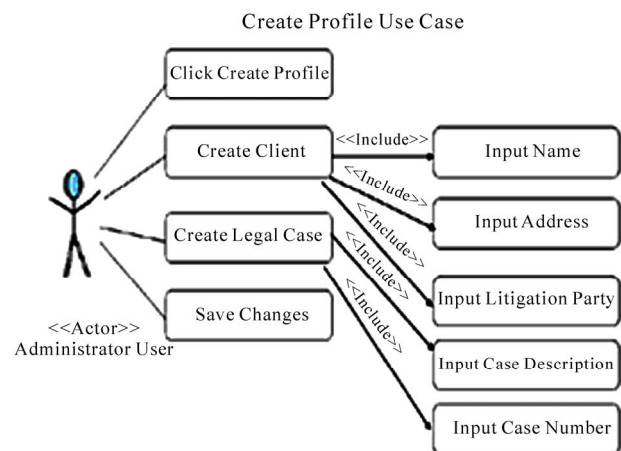 Create Profile Use Case
Click Create Profile
Create Client
<<Include>>
Input Name
<<Include>>
Input Address
<<Include>>
Create Legal Case
<<Include>>
Input Litigation Party
<<Include>>
Save Changes
Input Case Description
<<Actor>>
Administrator User
Input Case Number